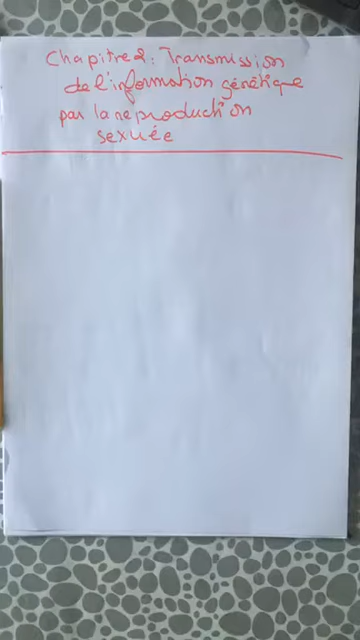 Chapitre 2: Transmission
de l'information génétique
par la reproduction
sexuée